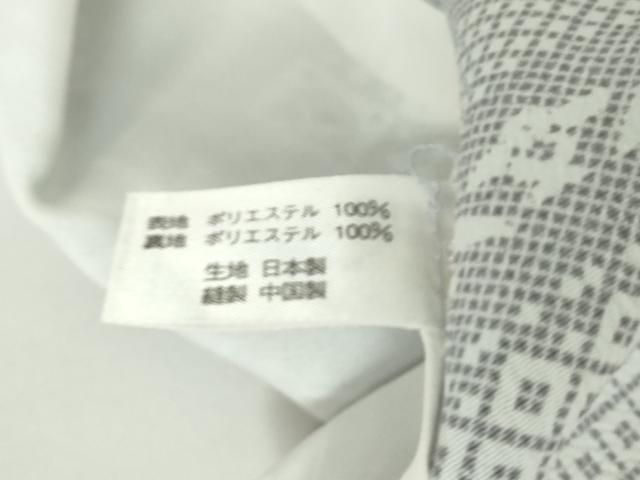 表地 ポリエステル 100%
裏地 ポリエステル 100%
生地 日本製
縫製 中国製